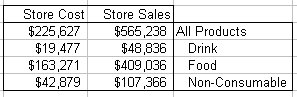 Store Cost Store Sales
$225,627 $565,238 All Products
$19,477 $48,836 Drink
$163,271 $409,036 Food
$42,879 $107,366 Non-Consumable